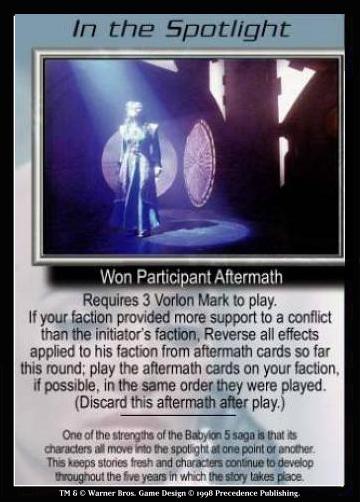 In the Spotlight
Won Participant Aftermath
Requires 3 Vorlon Mark to play.
If your faction provided more support to a conflict
than the initiator's faction, Reverse all effects
applied to his faction from aftermath cards so far
this round; play the aftermath cards on your faction,
if possible, in the same order they were played.
(Discard this aftermath after play.)
One of the strengths of the Babylon 5 saga is that its
characters all move into the spotlight at one point or another.
This keeps stories fresh and characters continue to develop
throughout the five years in which the story takes place.
TM & © Warner Bros. Game Design © 1998 Precedence Publishing.